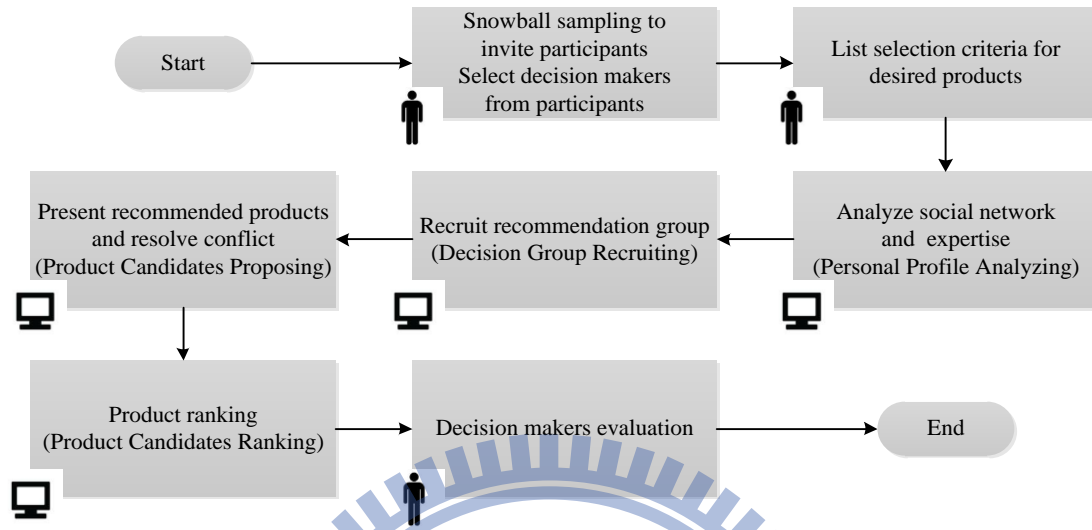 Start
Snowball sampling to
invite participants
Select decision makers
from participants
List selection criteria for
desired products
Analyze social network
and expertise
(Personal Profile Analyzing)
Recruit recommendation group
(Decision Group Recruiting)
Present recommended products
and resolve conflict
(Product Candidates Proposing)
Product ranking
(Product Candidates Ranking)
Decision makers evaluation
End